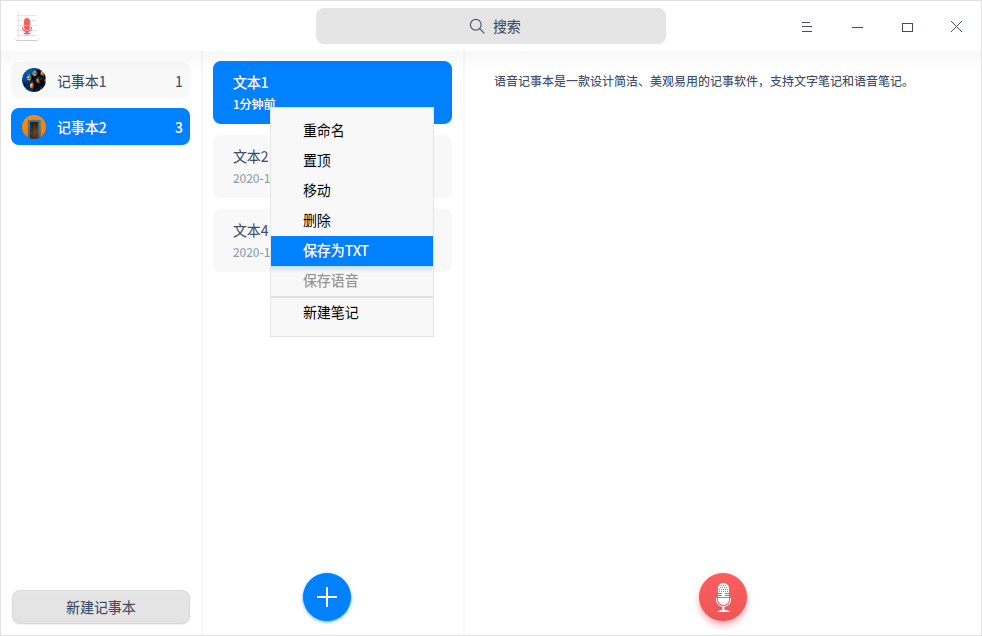 搜索
记事本1 1
记事本2 3
文本1
1分钟前
文本2
2020-1
文本4
2020-1
重命名
置顶
移动
删除
保存为TXT
保存语音
新建笔记
语音记事本是一款设计简洁、美观易用的记事软件，支持文字笔记和语音笔记。
新建记事本